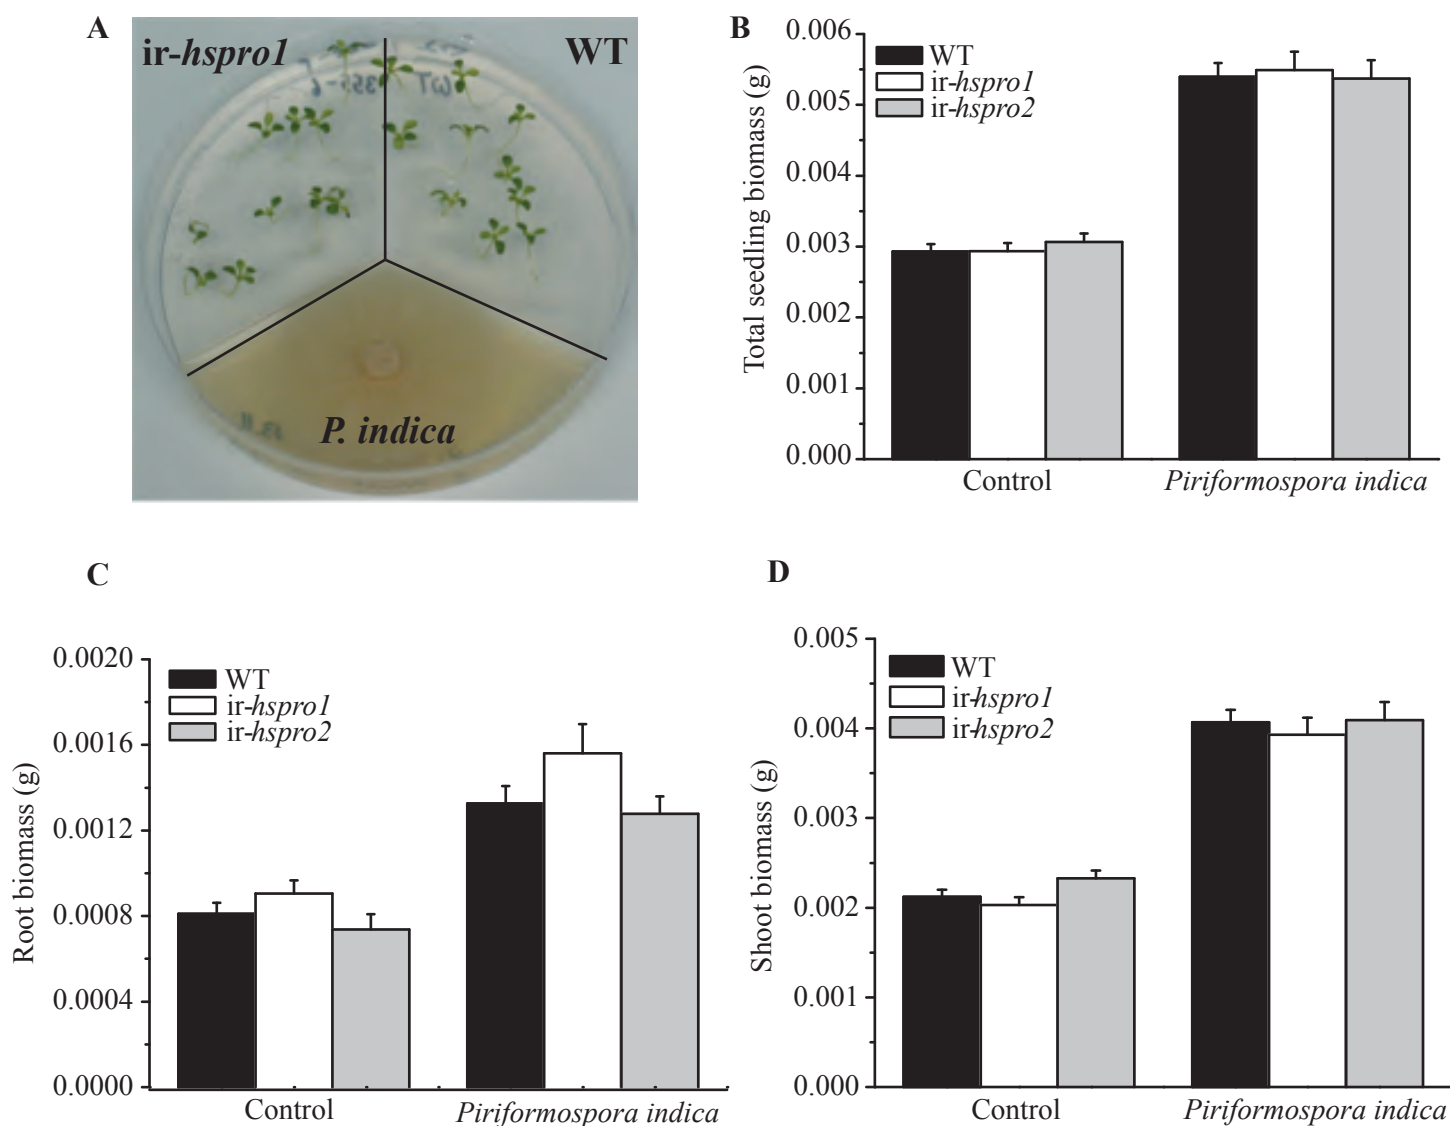 A
ir-hspro1
WT
WT
P. indica
B
Total seedling biomass (g)
0.006
0.005
0.004
0.003
0.002
0.001
0.000
WT
ir-hspro1
ir-hspro2
Control
Piriformospora indica
C
Root biomass (g)
0.0020
0.0016
0.0012
0.0008
0.0004
0.0000
WT
ir-hspro1
ir-hspro2
Control
Piriformospora indica
D
Shoot biomass (g)
0.005
0.004
0.003
0.002
0.001
0.000
WT
ir-hspro1
ir-hspro2
Control
Piriformospora indica